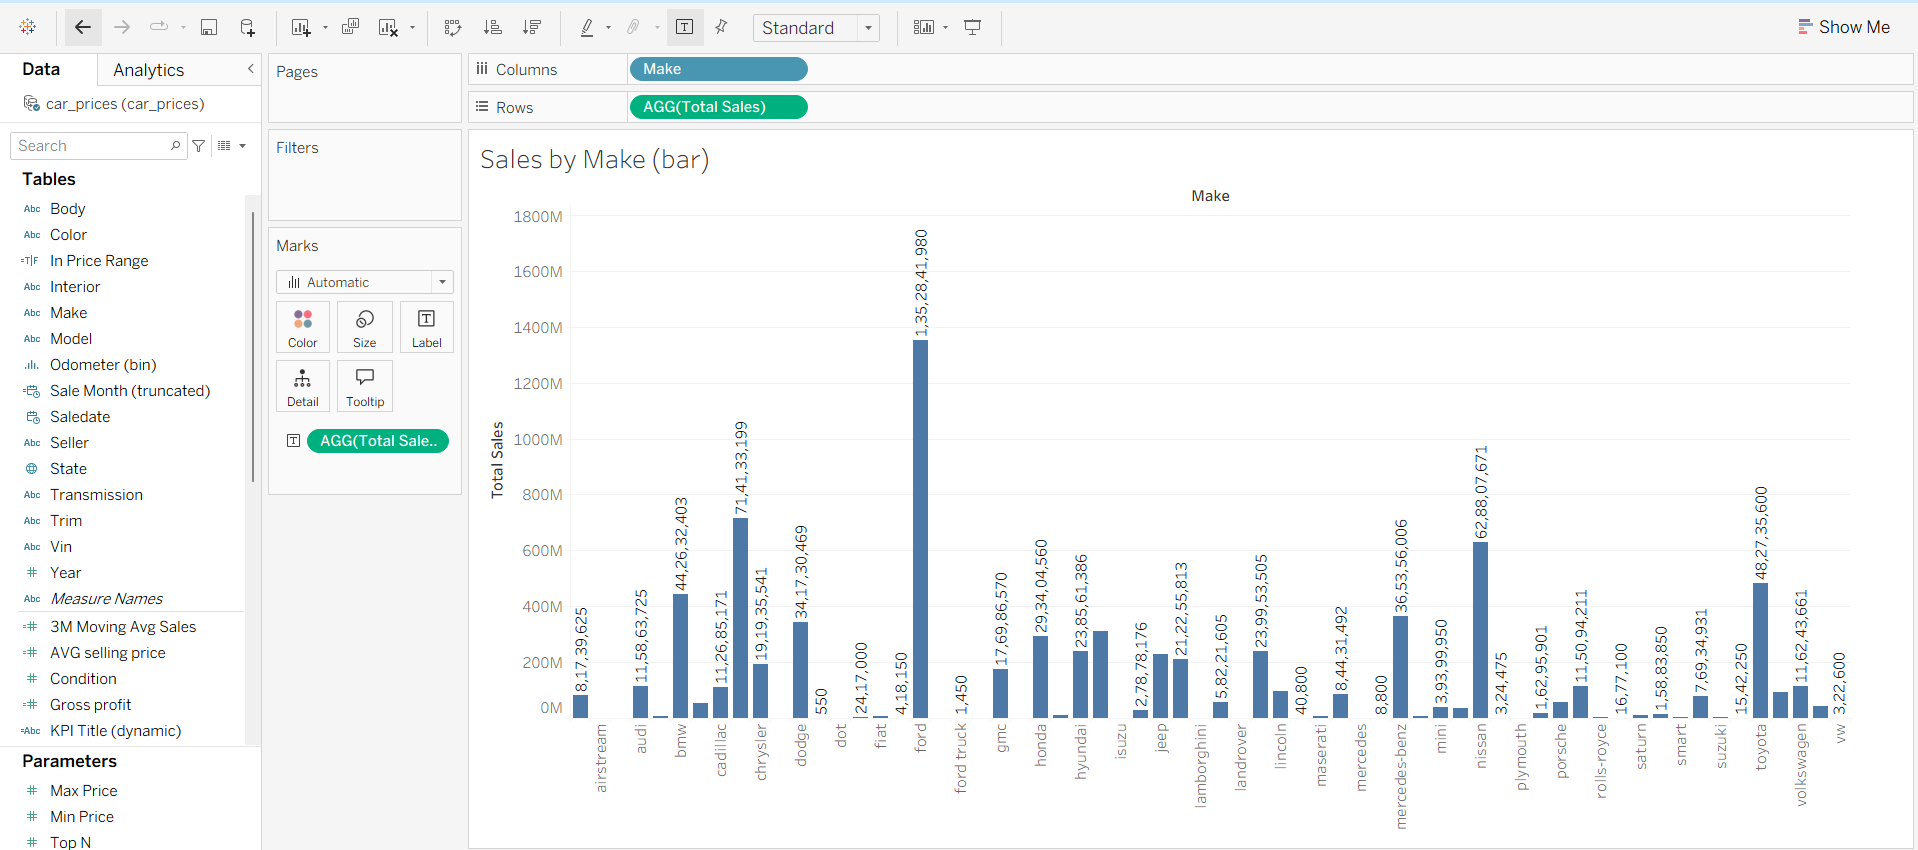 Standard
Show Me
Data
Analytics
car_prices (car_prices)
Search
Tables
Abc Body
Abc Color
=T|F In Price Range
Abc Interior
Abc Make
Abc Model
Odometer (bin)
Sale Month (truncated)
Saledate
Abc Seller
State
Abc Transmission
Abc Trim
Abc Vin
# Year
Abc Measure Names
=# 3M Moving Avg Sales
=# AVG selling price
# Condition
=# Gross profit
=Abc KPI Title (dynamic)
Parameters
# Max Price
# Min Price
# Top N
Pages
Filters
Marks
Automatic
Color
Size
T
Label
Detail
Tooltip
T AGG(Total Sale..
Columns
Make
Rows
AGG(Total Sales)
Sales by Make (bar)
Make
Total Sales
1800M
1600M
1400M
1200M
1000M
800M
600M
400M
200M
0M
8,17,39,625
11,58,63,725
44,26,32,403
11,26,85,171
71,41,33,199
19,19,35,541
34,17,30,469
550
24,17,000
4,18,150
1,35,28,41,980
1,450
17,69,86,570
29,34,04,560
23,85,61,386
2,78,78,176
21,22,55,813
5,82,21,605
23,99,53,505
40,800
8,44,31,492
8,800
36,53,56,006
3,93,99,950
62,88,07,671
3,24,475
1,62,95,901
11,50,94,211
16,77,100
1,58,83,850
7,69,34,931
15,42,250
48,27,35,600
11,62,43,661
3,22,600
airstream
audi
bmw
cadillac
chrysler
dodge
dot
fiat
ford
ford truck
gmc
honda
hyundai
isuzu
jeep
lamborghini
landrover
lincoln
maserati
mercedes
mercedes-benz
mini
nissan
plymouth
porsche
rolls-royce
saturn
smart
suzuki
toyota
volkswagen
vw